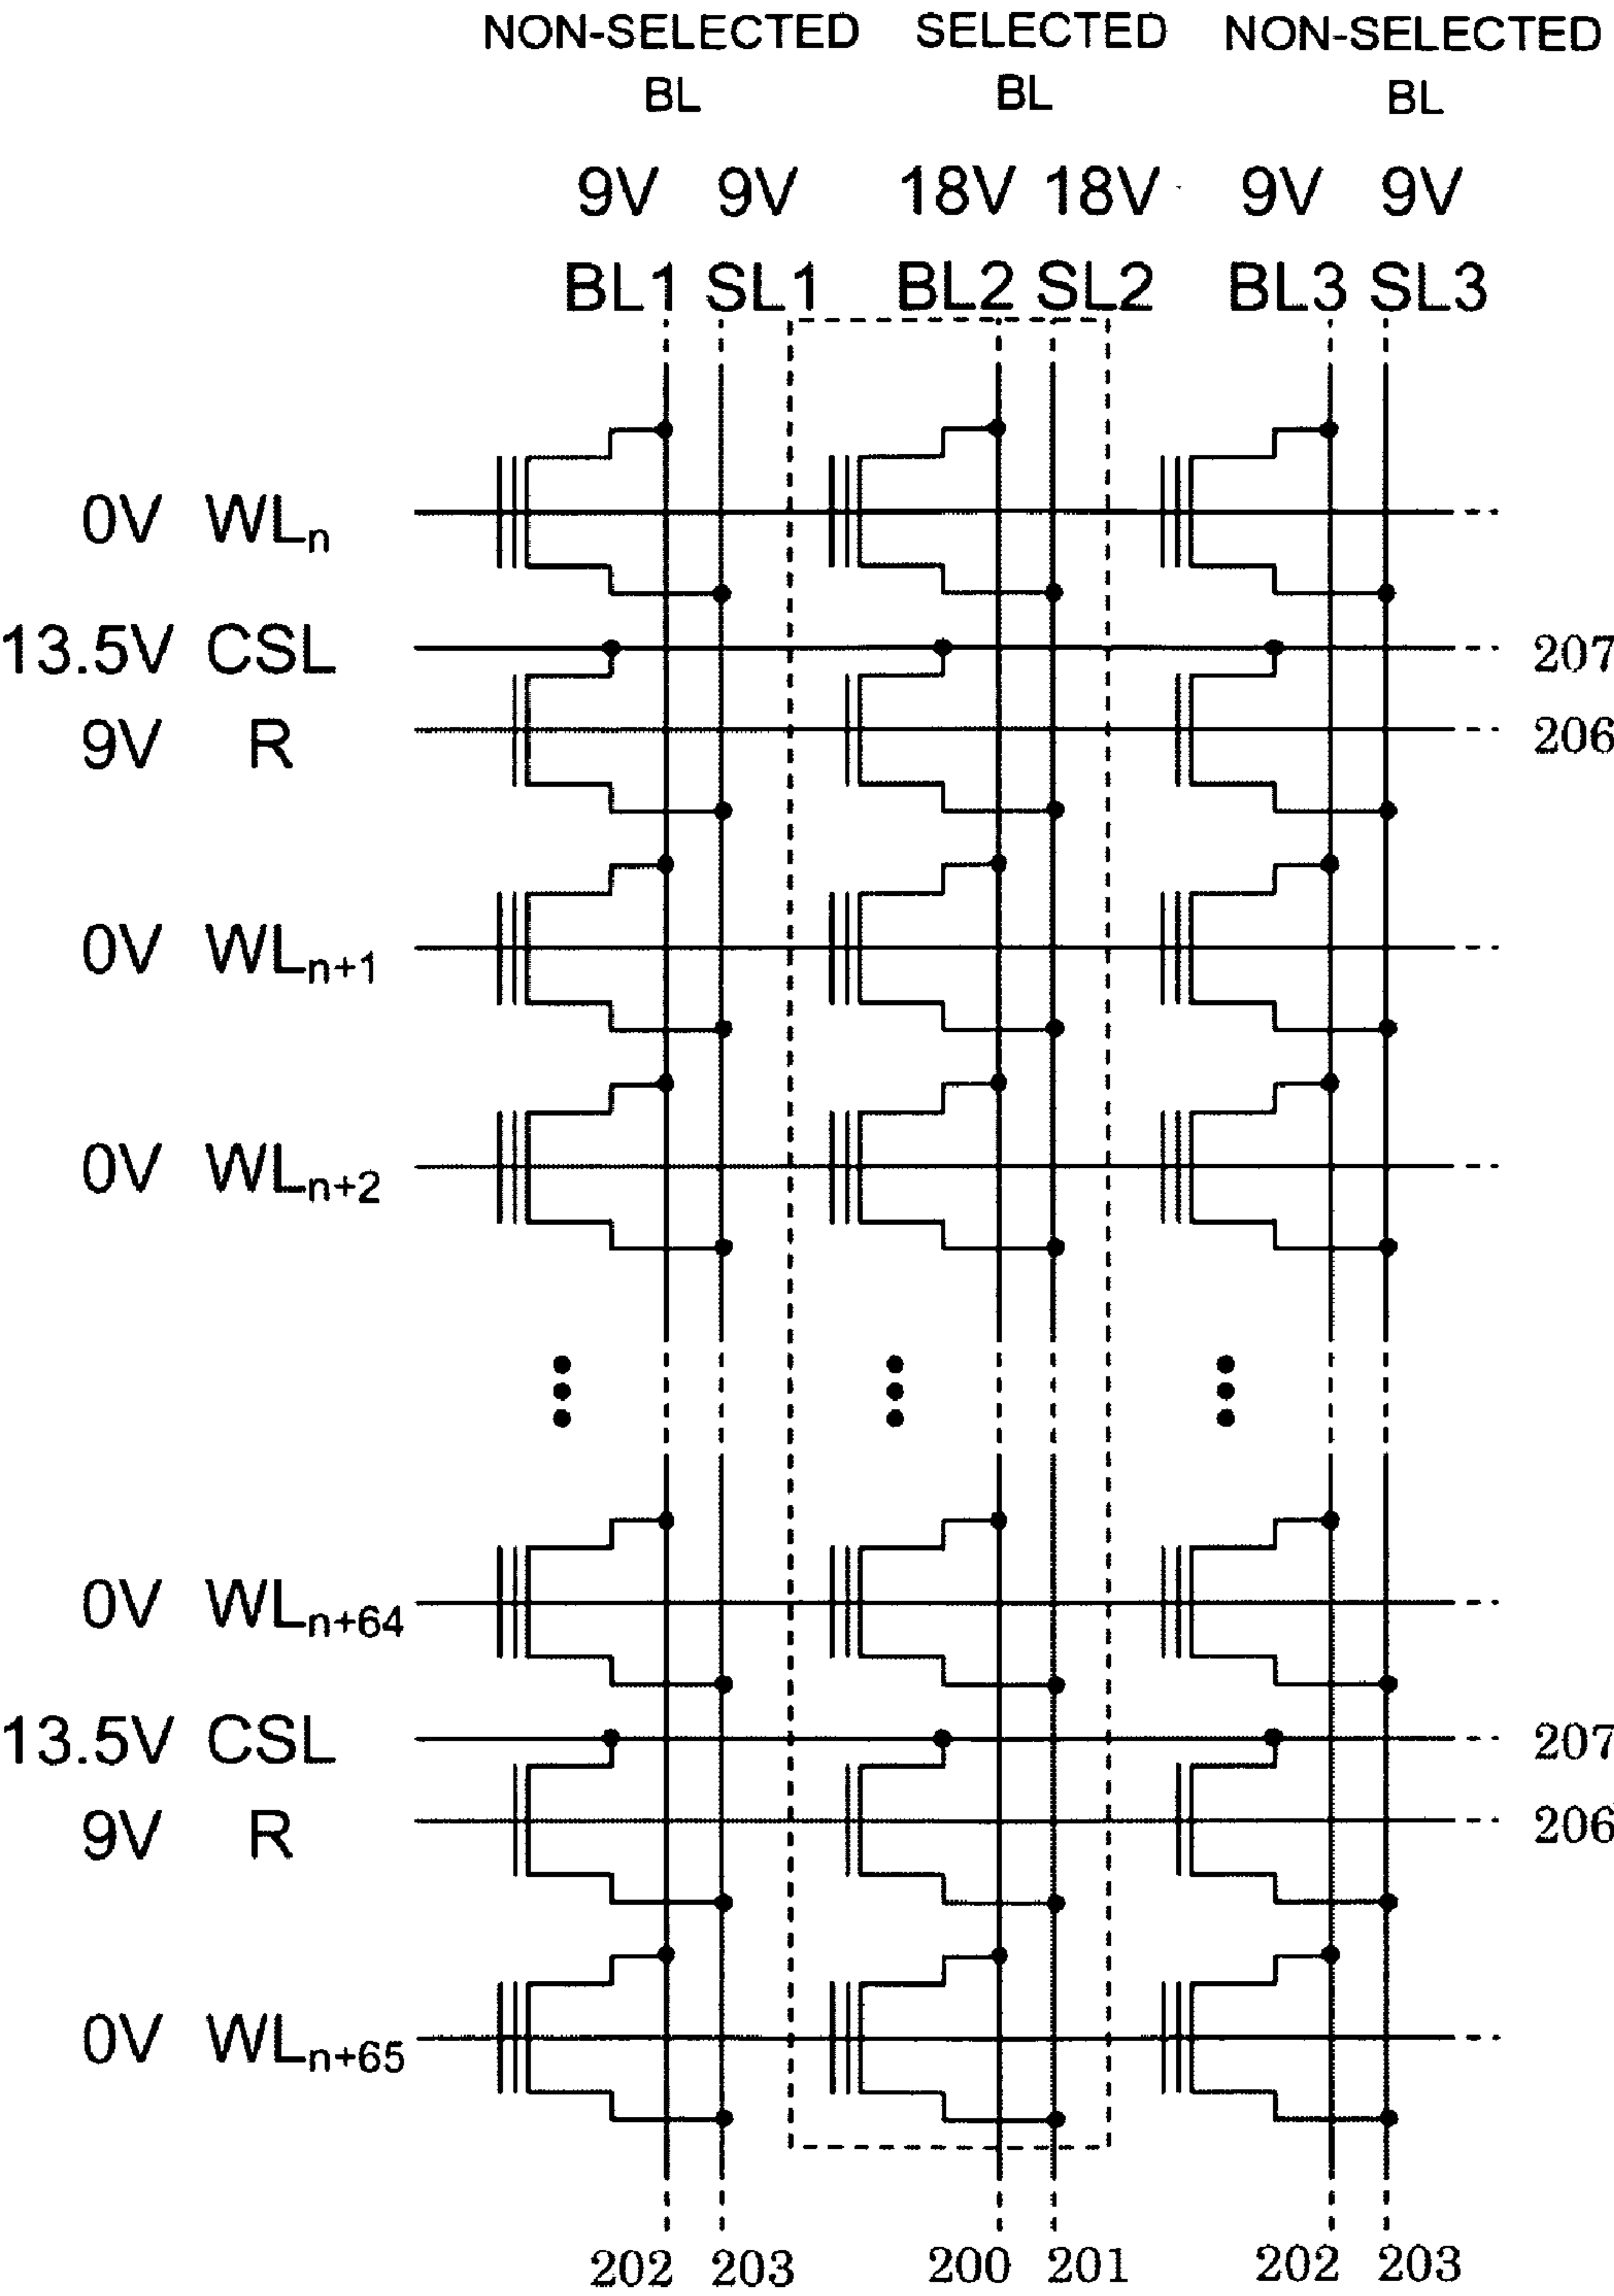 NON-SELECTED SELECTED NON-SELECTED
BL BL BL
9V 9V 18V 18V 9V 9V
BL1 SL1 BL2 SL2 BL3 SL3
0V WLn
13.5V CSL 207
9V R 206
0V WLn+1
0V WLn+2
0V WLn+64
13.5V CSL 207
9V R 206
0V WLn+65
202 203 200 201 202 203